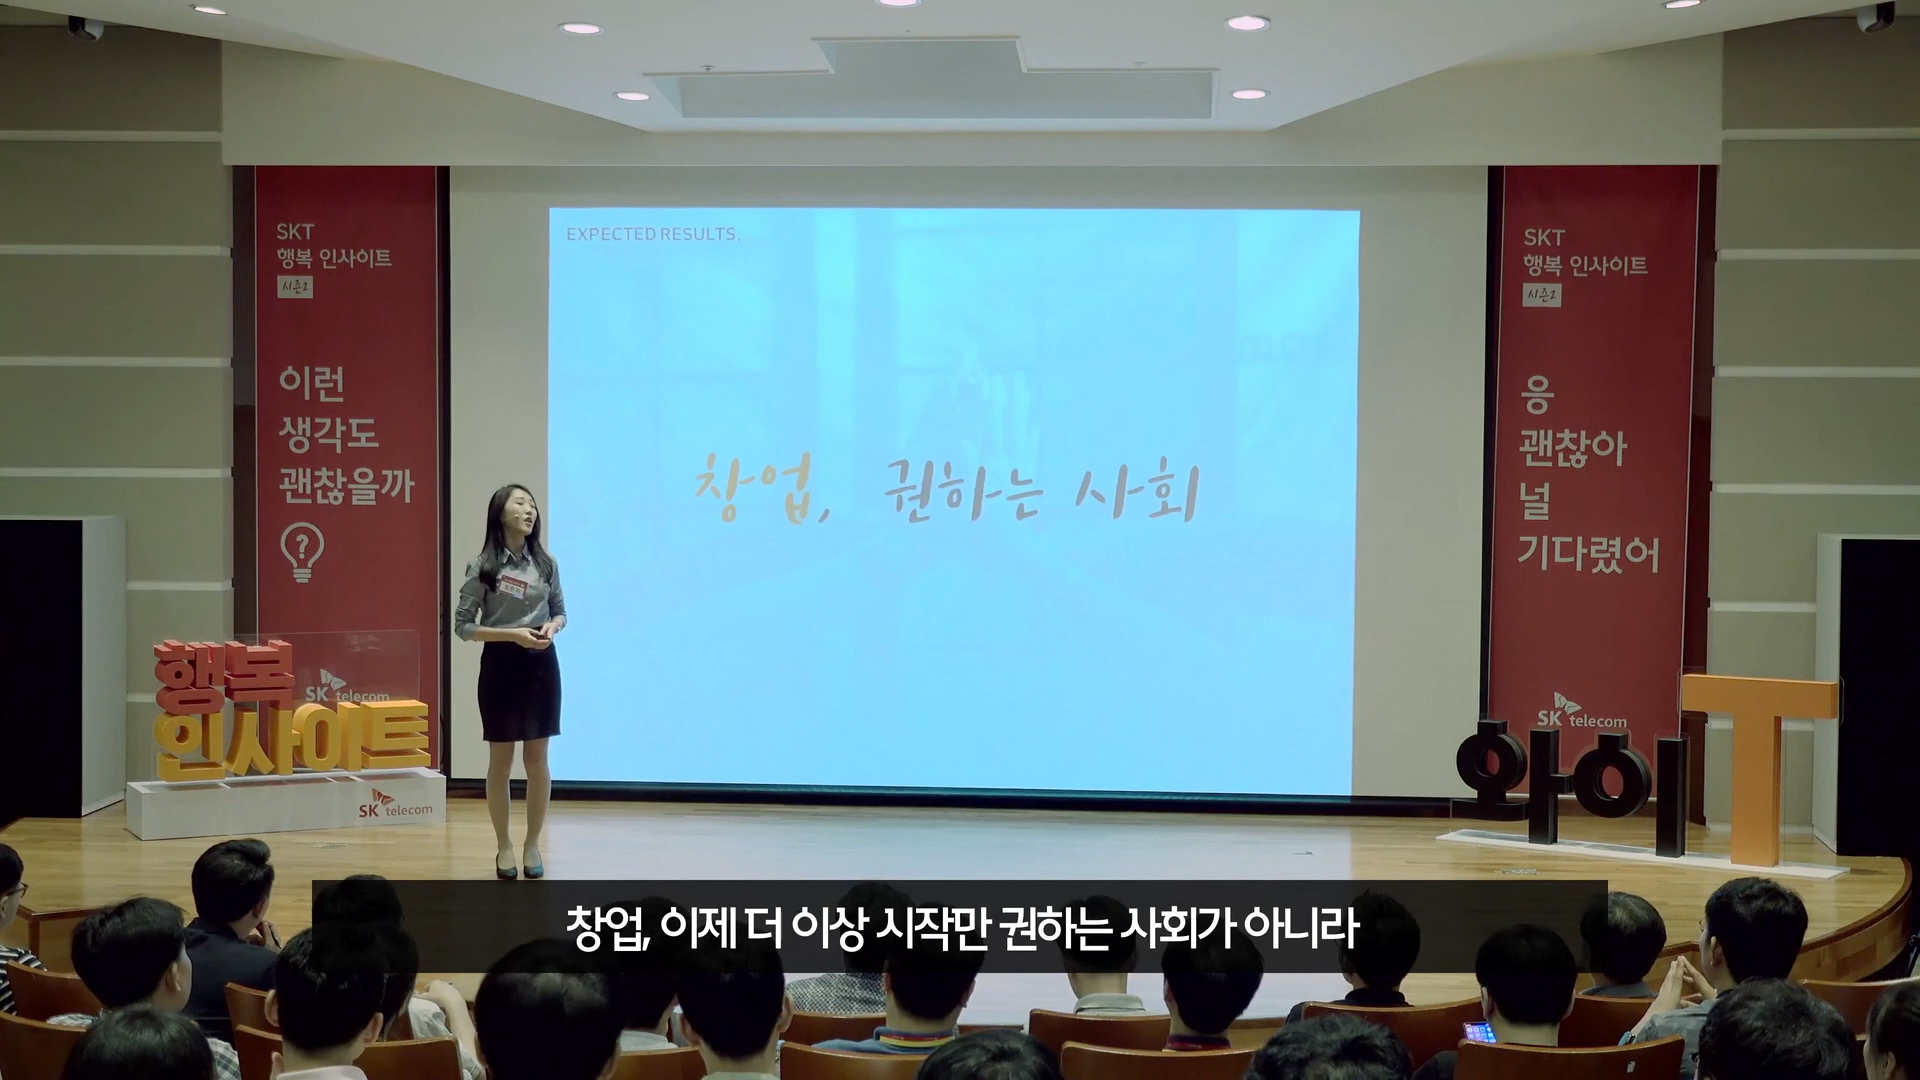 SKT
행복 인사이트
시즌2
이런
생각도
괜찮을까
?
SK telecom
행복
인사이트
SK telecom
EXPECTED RESULTS.
창업, 권하는 사회
SKT
행복 인사이트
시즌2
응
괜찮아
널
기다렸어
SK telecom
와이T
창업, 이제 더 이상 시작만 권하는 사회가 아니라